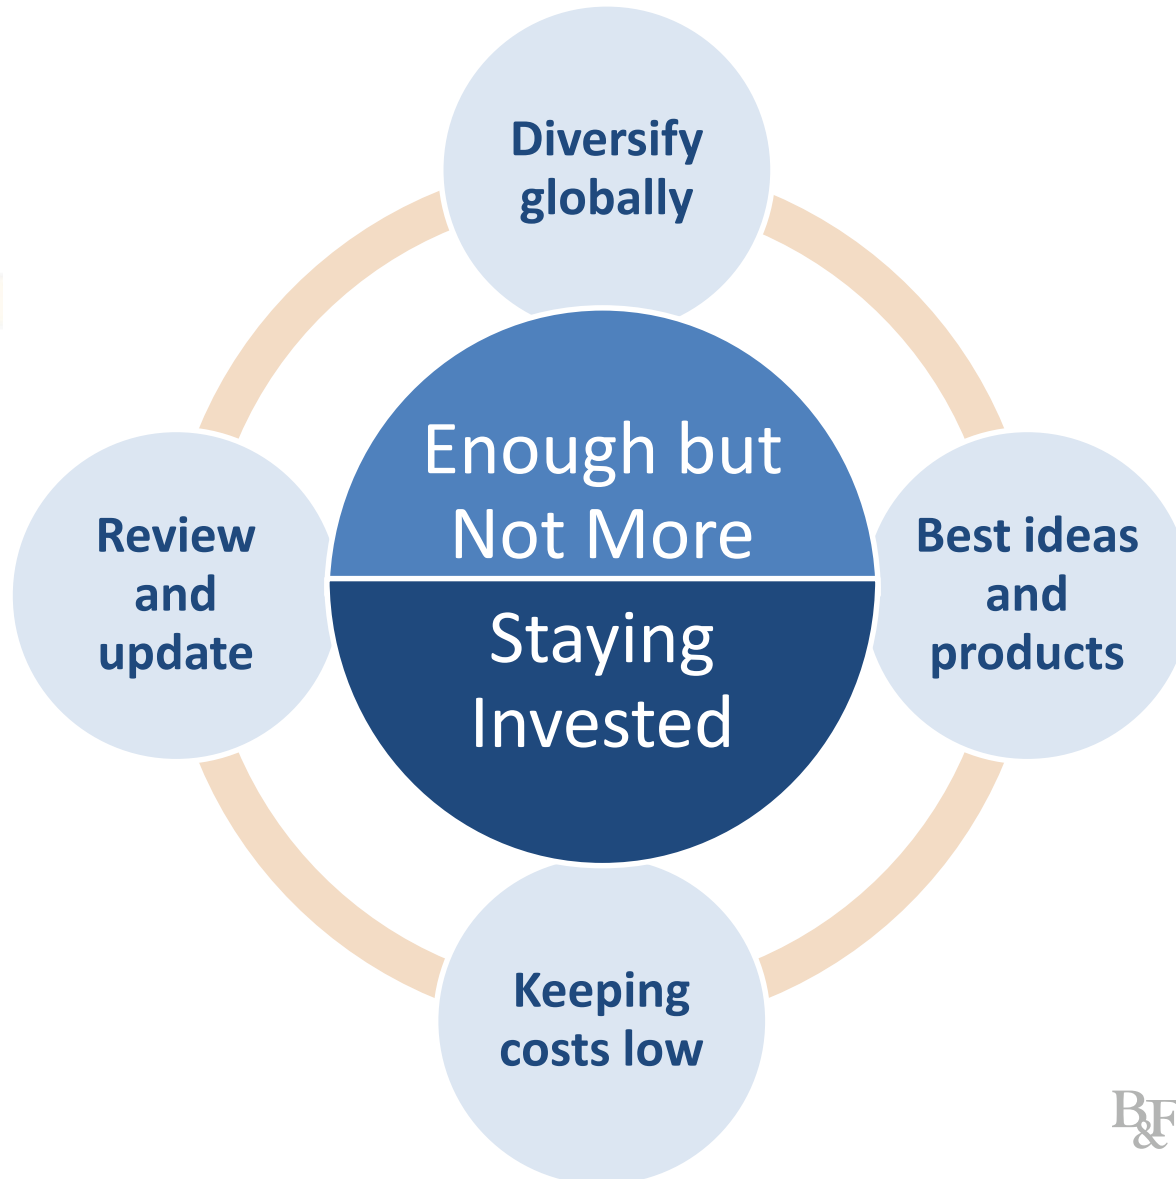 Diversify
globally
Enough but
Not More
Review
and
update
Best ideas
and
products
Staying
Invested
Keeping
costs low
B&F